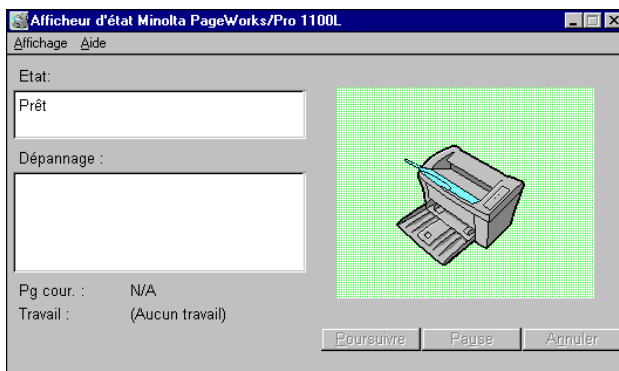 Afficheur d'état Minolta PageWorks/Pro 1100L
Affichage Aide
Etat:
Prêt
Dépannage :
Pg cour. : N/A
Travail : (Aucun travail)
Poursuivre Pause Annuler